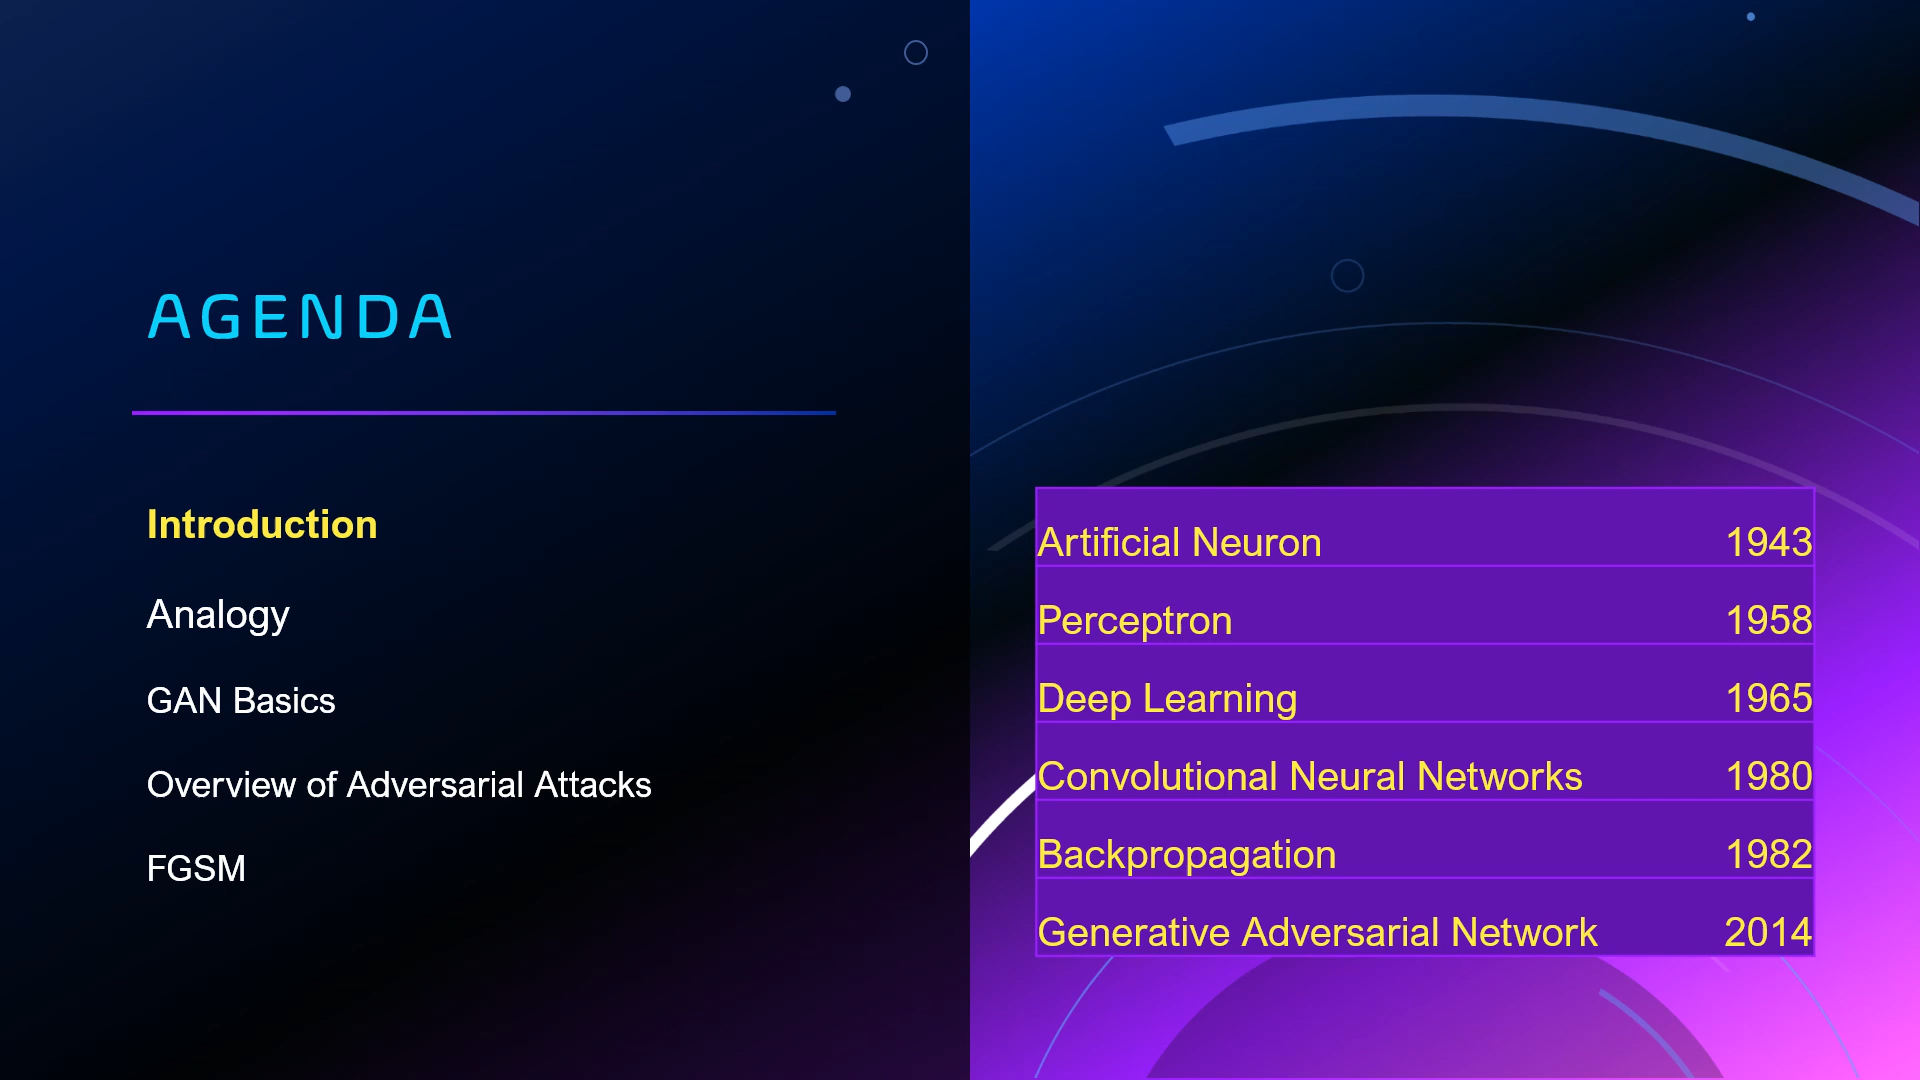 AGENDA
Introduction
Analogy
GAN Basics
Overview of Adversarial Attacks
FGSM
Artificial Neuron 1943
Perceptron 1958
Deep Learning 1965
Convolutional Neural Networks 1980
Backpropagation 1982
Generative Adversarial Network 2014